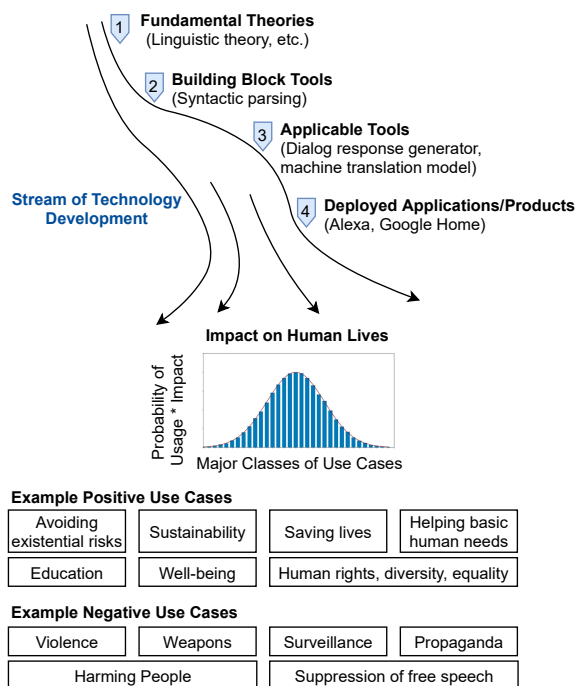 1 Fundamental Theories
(Linguistic theory, etc.)
2 Building Block Tools
(Syntactic parsing)
3 Applicable Tools
(Dialog response generator,
machine translation model)
Stream of Technology
Development
4 Deployed Applications/Products
(Alexa, Google Home)
Impact on Human Lives
Probability of
Usage * Impact
Major Classes of Use Cases
Example Positive Use Cases
Avoiding
existential risks
Sustainability
Saving lives
Helping basic
human needs
Education
Well-being
Human rights, diversity, equality
Example Negative Use Cases
Violence
Weapons
Surveillance
Propaganda
Harming People
Suppression of free speech